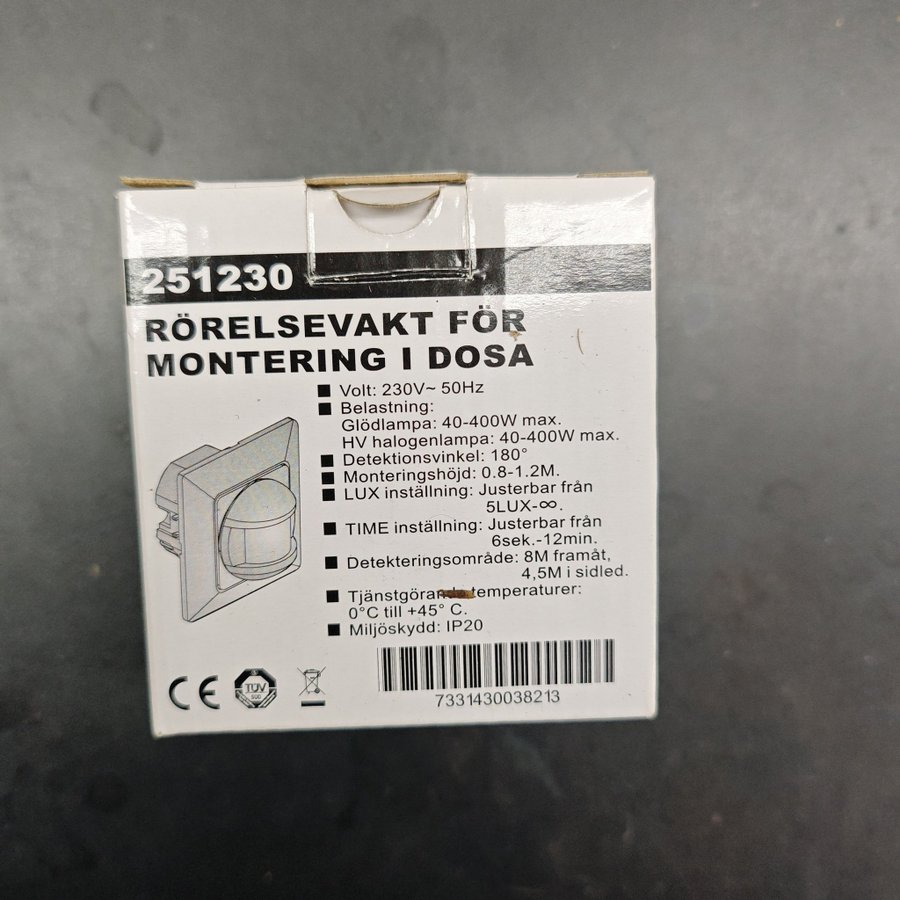 251230
RÖRELSEVAKT FÖR
MONTERING I DOSA
Volt: 230V~ 50Hz
Belastning:
Glödlampa: 40-400W max.
HV halogenlampa: 40-400W max.
Detektionsvinkel: 180°
Monteringshöjd: 0.8-1.2M.
LUX inställning: Justerbar från
5LUX-∞.
TIME inställning: Justerbar från
6sek.-12min.
Detekteringsområde: 8M framåt,
4,5M i sidled.
temperaturer:
0°C till +45° C.
Miljöskydd: IP20
CE
TÜV
SÜD
7331430038213